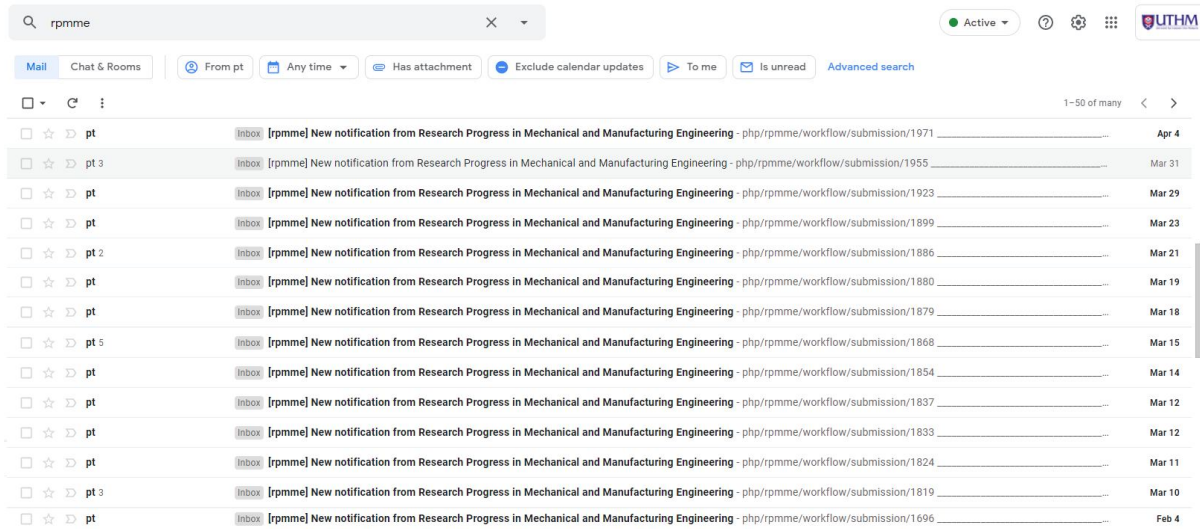 rpmme
Active
UTHM
Mail Chat & Rooms From pt Any time Has attachment Exclude calendar updates To me Is unread Advanced search
1–50 of many
pt Inbox [rpmme] New notification from Research Progress in Mechanical and Manufacturing Engineering - php/rpmme/workflow/submission/1971 ... Apr 4
pt 3 Inbox [rpmme] New notification from Research Progress in Mechanical and Manufacturing Engineering - php/rpmme/workflow/submission/1955 ... Mar 31
pt Inbox [rpmme] New notification from Research Progress in Mechanical and Manufacturing Engineering - php/rpmme/workflow/submission/1923 ... Mar 29
pt Inbox [rpmme] New notification from Research Progress in Mechanical and Manufacturing Engineering - php/rpmme/workflow/submission/1899 ... Mar 23
pt 2 Inbox [rpmme] New notification from Research Progress in Mechanical and Manufacturing Engineering - php/rpmme/workflow/submission/1886 ... Mar 21
pt Inbox [rpmme] New notification from Research Progress in Mechanical and Manufacturing Engineering - php/rpmme/workflow/submission/1880 ... Mar 19
pt Inbox [rpmme] New notification from Research Progress in Mechanical and Manufacturing Engineering - php/rpmme/workflow/submission/1879 ... Mar 18
pt 5 Inbox [rpmme] New notification from Research Progress in Mechanical and Manufacturing Engineering - php/rpmme/workflow/submission/1868 ... Mar 15
pt Inbox [rpmme] New notification from Research Progress in Mechanical and Manufacturing Engineering - php/rpmme/workflow/submission/1854 ... Mar 14
pt Inbox [rpmme] New notification from Research Progress in Mechanical and Manufacturing Engineering - php/rpmme/workflow/submission/1837 ... Mar 12
pt Inbox [rpmme] New notification from Research Progress in Mechanical and Manufacturing Engineering - php/rpmme/workflow/submission/1833 ... Mar 12
pt Inbox [rpmme] New notification from Research Progress in Mechanical and Manufacturing Engineering - php/rpmme/workflow/submission/1824 ... Mar 11
pt 3 Inbox [rpmme] New notification from Research Progress in Mechanical and Manufacturing Engineering - php/rpmme/workflow/submission/1819 ... Mar 10
pt Inbox [rpmme] New notification from Research Progress in Mechanical and Manufacturing Engineering - php/rpmme/workflow/submission/1696 ... Feb 4